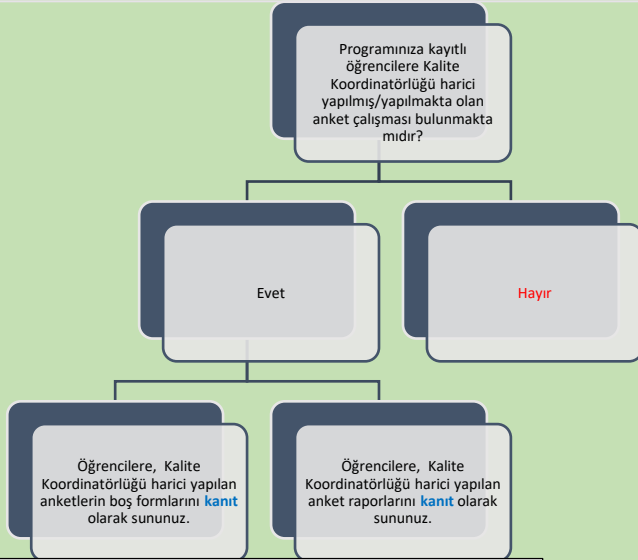 Programınıza kayıtlı
öğrencilere Kalite
Koordinatörlüğü harici
yapılmış/yapılmakta olan
anket çalışması bulunmakta
mıdır?
Evet
Hayır
Öğrencilere, Kalite
Koordinatörlüğü harici yapılan
anketlerin boş formlarını kanıt
olarak sununuz.
Öğrencilere, Kalite
Koordinatörlüğü harici yapılan
anket raporlarını kanıt olarak
sununuz.